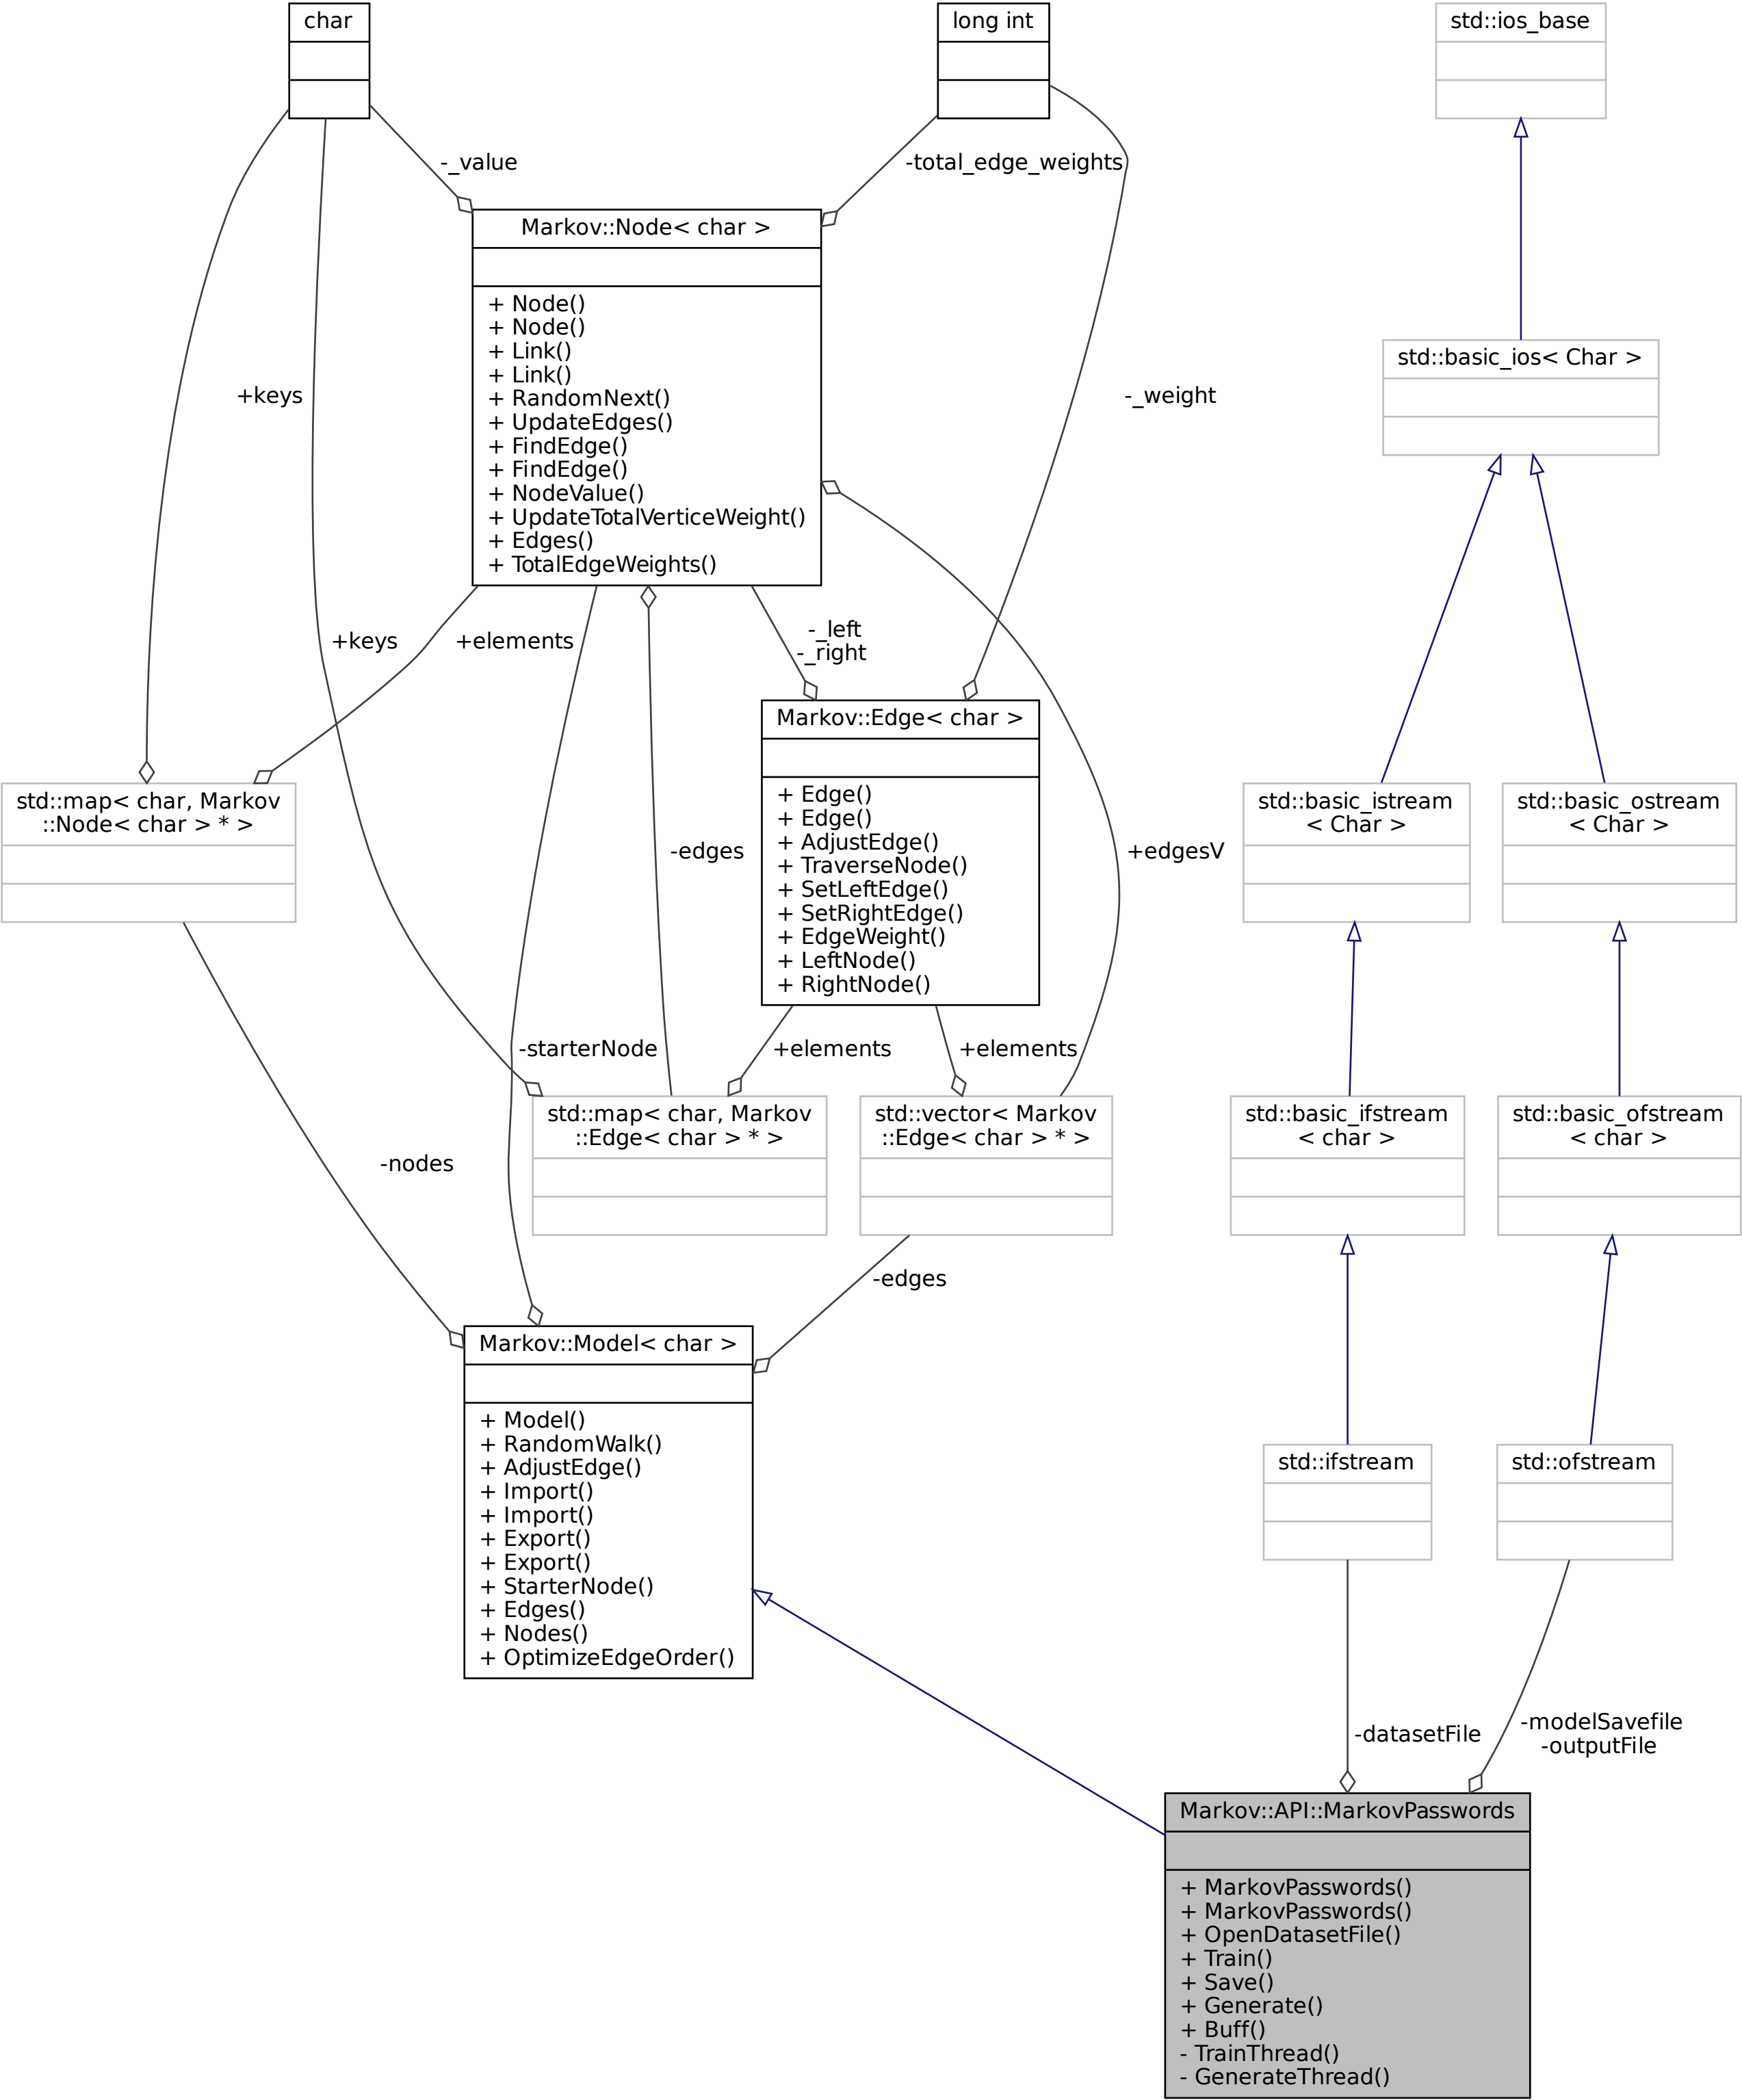 char
long int
std::ios_base
-_value
-total_edge_weights
Markov::Node< char >
+ Node()
+ Node()
+ Link()
+ Link()
+ RandomNext()
+ UpdateEdges()
+ FindEdge()
+ FindEdge()
+ NodeValue()
+ UpdateTotalVerticeWeight()
+ Edges()
+ TotalEdgeWeights()
std::basic_ios< Char >
+keys
-_weight
+keys
+elements
-_left
-_right
Markov::Edge< char >
+ Edge()
+ Edge()
+ AdjustEdge()
+ TraverseNode()
+ SetLeftEdge()
+ SetRightEdge()
+ EdgeWeight()
+ LeftNode()
+ RightNode()
std::map< char, Markov
::Node< char > * >
-edges
+edgesV
std::basic_istream
< Char >
std::basic_ostream
< Char >
-starterNode
+elements
+elements
std::map< char, Markov
::Edge< char > * >
std::vector< Markov
::Edge< char > * >
std::basic_ifstream
< char >
std::basic_ofstream
< char >
-nodes
-edges
Markov::Model< char >
+ Model()
+ RandomWalk()
+ AdjustEdge()
+ Import()
+ Import()
+ Export()
+ Export()
+ StarterNode()
+ Edges()
+ Nodes()
+ OptimizeEdgeOrder()
std::ifstream
std::ofstream
-datasetFile
-modelSavefile
-outputFile
Markov::API::MarkovPasswords
+ MarkovPasswords()
+ MarkovPasswords()
+ OpenDatasetFile()
+ Train()
+ Save()
+ Generate()
+ Buff()
- TrainThread()
- GenerateThread()